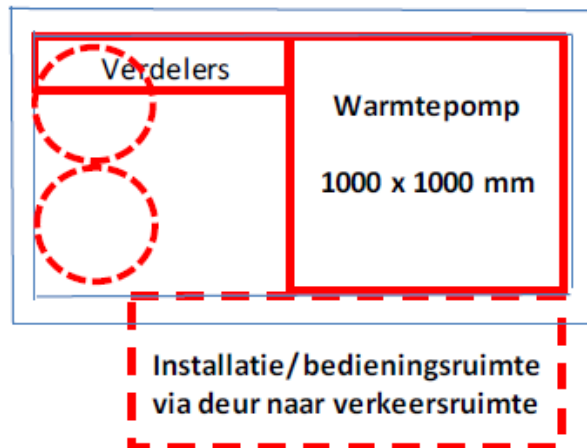 Verdelers
Warmtepomp
1000 x 1000 mm
Installatie/bedieningsruimte
via deur naar verkeersruimte